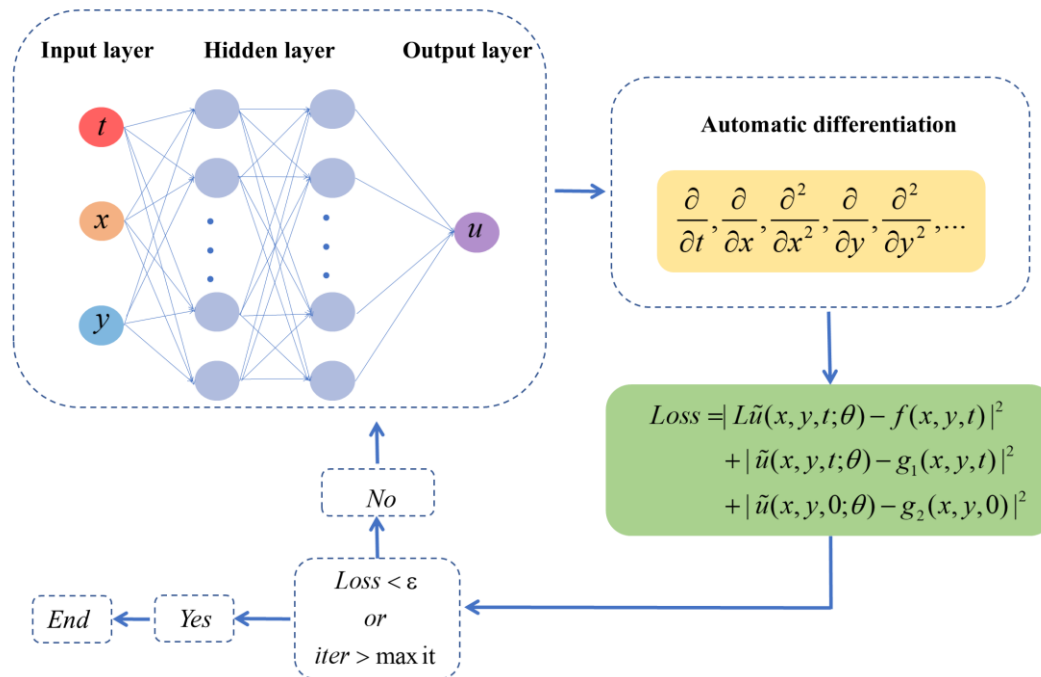 Input layer
Hidden layer
Output layer
t
x
y
u
Automatic differentiation
∂/∂t, ∂/∂x, ∂²/∂x², ∂/∂y, ∂²/∂y², ...
Loss =| Lũ(x, y, t;θ) − f(x, y, t) |²
+ | ũ(x, y, t;θ) − g₁(x, y, t) |²
+ | ũ(x, y, 0;θ) − g₂(x, y, 0) |²
No
Loss < ε
or
iter > max it
Yes
End